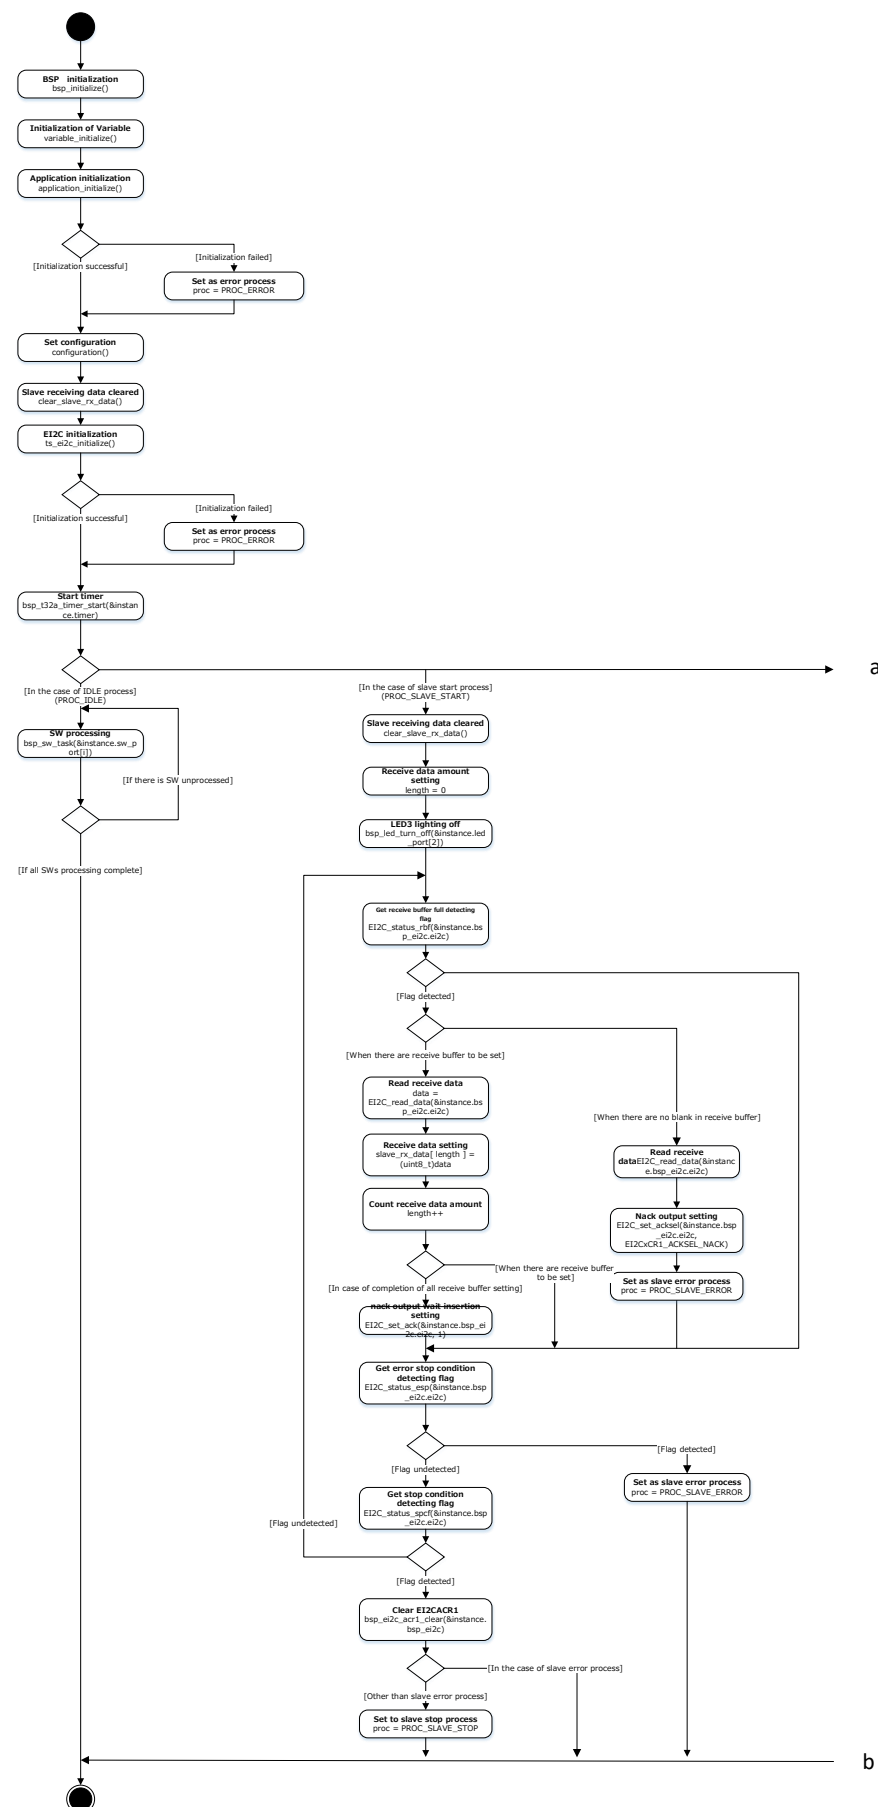 BSP initialization
bsp_initialize()
Initialization of Variable
variable_initialize()
Application initialization
application_initialize()
[Initialization failed]
[Initialization successful]
Set as error process
proc = PROC_ERROR
Set configuration
configuration()
Slave receiving data cleared
clear_slave_rx_data()
EI2C initialization
ts_ei2c_initialize()
[Initialization failed]
[Initialization successful]
Set as error process
proc = PROC_ERROR
Start timer
bsp_t32a_timer_start(&instan
ce.timer)
a
[In the case of IDLE process]
(PROC_IDLE)
SW processing
bsp_sw_task(&instance.sw_p
ort[i])
[If there is SW unprocessed]
[If all SWs processing complete]
[In the case of slave start process]
(PROC_SLAVE_START)
Slave receiving data cleared
clear_slave_rx_data()
Receive data amount
setting
length = 0
LED3 lighting off
bsp_led_turn_off(&instance.led
_port[2])
Get receive buffer full detecting
flag
EI2C_status_rbf(&instance.bs
p_ei2c.ei2c)
[Flag detected]
[When there are receive buffer to be set]
Read receive data
data =
EI2C_read_data(&instance.bs
p_ei2c.ei2c)
[When there are no blank in receive buffer]
Receive data setting
slave_rx_data[ length ] =
(uint8_t)data
Read receive
dataEI2C_read_data(&instanc
e.bsp_ei2c.ei2c)
Count receive data amount
length++
Nack output setting
EI2C_set_acksel(&instance.bsp
_ei2c.ei2c,
EI2CxCR1_ACKSEL_NACK)
[When there are receive buffer
to be set]
Set as slave error process
proc = PROC_SLAVE_ERROR
[In case of completion of all receive buffer setting]
nack output wait insertion
setting
EI2C_set_ack(&instance.bsp_ei
2c.ei2c, 1)
Get error stop condition
detecting flag
EI2C_status_esp(&instance.bsp
_ei2c.ei2c)
[Flag detected]
[Flag undetected]
Set as slave error process
proc = PROC_SLAVE_ERROR
Get stop condition
detecting flag
EI2C_status_spcf(&instance.bsp
_ei2c.ei2c)
[Flag undetected]
[Flag detected]
Clear EI2CACR1
bsp_ei2c_acr1_clear(&instance.
bsp_ei2c)
[In the case of slave error process]
[Other than slave error process]
Set to slave stop process
proc = PROC_SLAVE_STOP
b